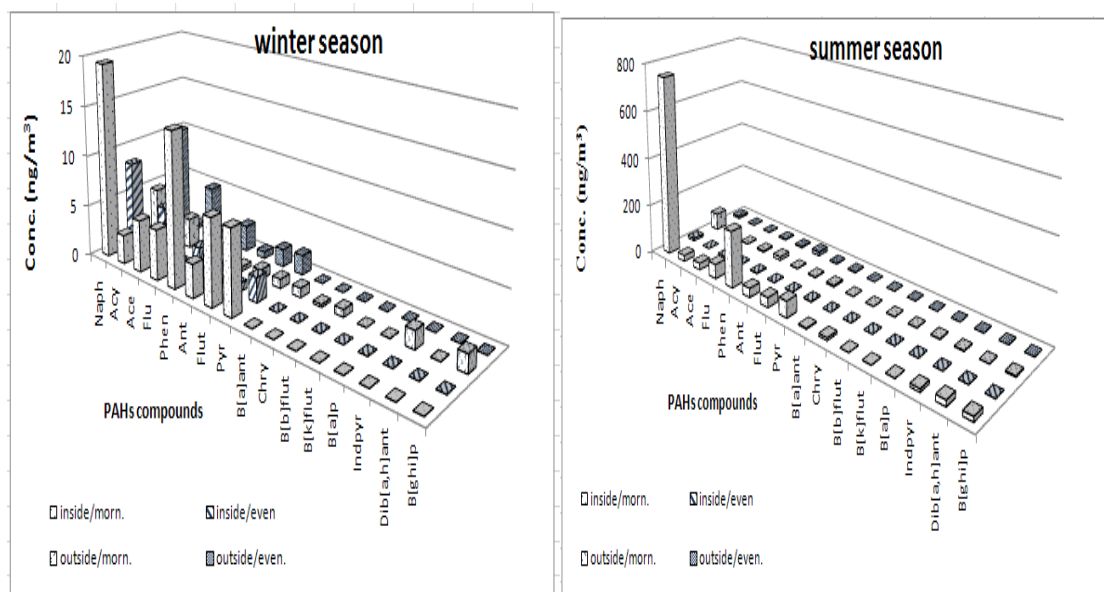 winter season
20
15
10
5
0
Conc. (ng/m³)
Naph
Acy
Ace
Flu
Phen
Ant
Flut
Pyr
B[a]ant
Chry
B[b]flut
B[k]flut
B[a]p
Indpyr
Dib[a,h]ant
B[ghi]p
PAHs compounds
inside/morn.
inside/even
outside/morn.
outside/even.
summer season
800
600
400
200
0
Conc. (ng/m³)
Naph
Acy
Ace
Flu
Phen
Ant
Flut
Pyr
B[a]ant
Chry
B[b]flut
B[k]flut
B[a]p
Indpyr
Dib[a,h]ant
B[ghi]p
PAHs compounds
inside/morn.
inside/even
outside/morn.
outside/even.